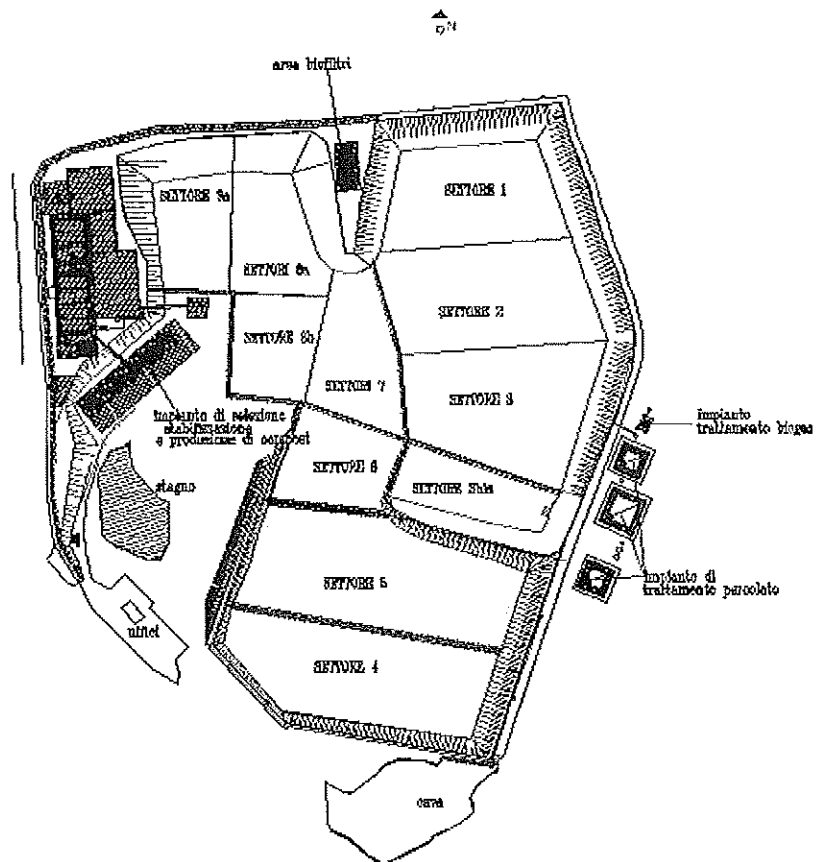 N
area biofiltri
SETTORE 1
SETTORE 9a
SETTORI 8a
SETTORE 2
SETTORE 8b
SETTORE 7
SETTORE 3
impianto di selezione
stabilizzazione
e produzione di compost
impianto
trattamento biogas
SETTORE 6
SETTORE 3bis
stagno
impianto di
trattamento percolato
SETTORE 5
uffici
SETTORE 4
cava